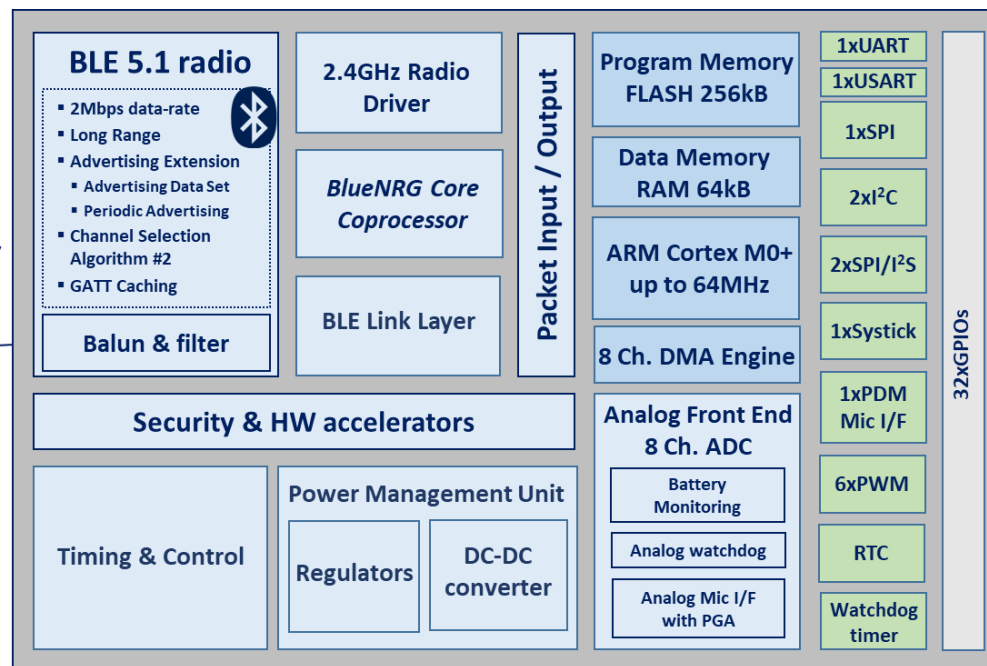 BLE 5.1 radio
▪ 2Mbps data-rate
▪ Long Range
▪ Advertising Extension
▪ Advertising Data Set
▪ Periodic Advertising
▪ Channel Selection
Algorithm #2
▪ GATT Caching
Balun & filter
2.4GHz Radio
Driver
BlueNRG Core
Coprocessor
BLE Link Layer
Packet Input / Output
Security & HW accelerators
Timing & Control
Power Management Unit
Regulators
DC-DC
converter
Program Memory
FLASH 256kB
Data Memory
RAM 64kB
ARM Cortex M0+
up to 64MHz
8 Ch. DMA Engine
Analog Front End
8 Ch. ADC
Battery
Monitoring
Analog watchdog
Analog Mic I/F
with PGA
1xUART
1xUSART
1xSPI
2xI²C
2xSPI/I²S
1xSystick
1xPDM
Mic I/F
6xPWM
RTC
Watchdog
timer
32xGPIOs